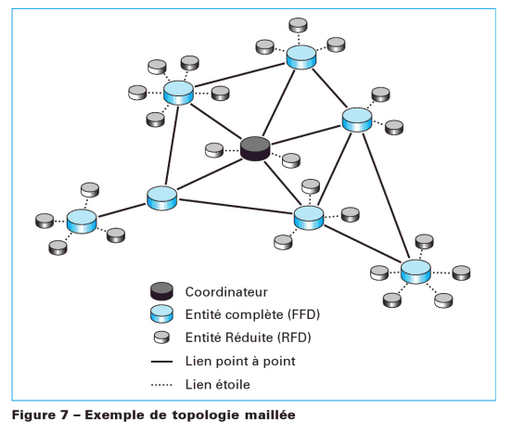 Coordinateur
Entité complète (FFD)
Entité Réduite (RFD)
Lien point à point
Lien étoile
Figure 7 – Exemple de topologie maillée